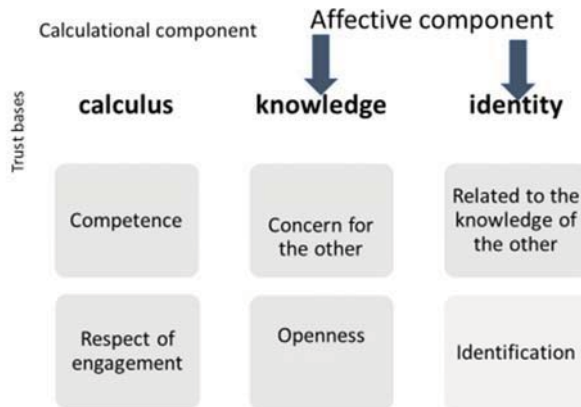 Calculational component
Affective component
Trust bases
calculus
knowledge
identity
Competence
Concern for
the other
Related to the
knowledge of
the other
Respect of
engagement
Openness
Identification